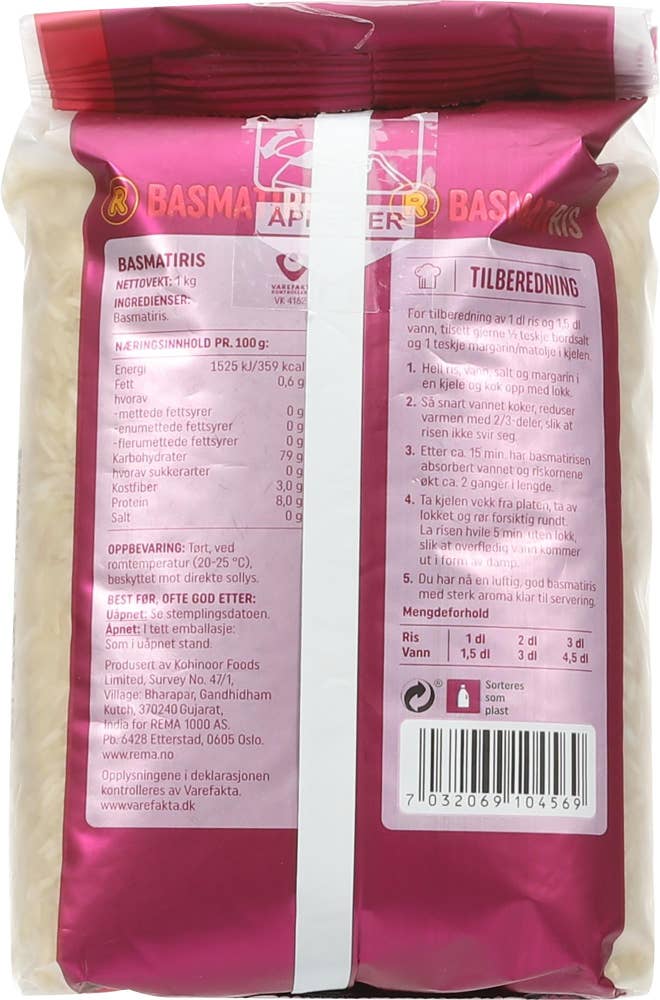 R BASMATIRIS
R BASMATIRIS
ÅPN HER
BASMATIRIS
NETTOVEKT: 1 kg
INGREDIENSER:
Basmatiris.
VAREFAKTA
KONTROLLERET
VK 4162
NÆRINGSINNHOLD PR. 100 g:
Energi 1525 kJ/359 kcal
Fett 0,6 g
hvorav
-mettede fettsyrer 0 g
-enumettede fettsyrer 0 g
-flerumettede fettsyrer 0 g
Karbohydrater 79 g
hvorav sukkerarter 0 g
Kostfiber 3,0 g
Protein 8,0 g
Salt 0 g
OPPBEVARING: Tørt, ved
romtemperatur (20-25 °C),
beskyttet mot direkte sollys.
BEST FØR, OFTE GOD ETTER:
Uåpnet: Se stemplingsdatoen.
Åpnet: I tett emballasje:
Som i uåpnet stand.
Produsert av Kohinoor Foods
Limited, Survey No. 47/1,
Village: Bharapar, Gandhidham
Kutch, 370240 Gujarat,
India for REMA 1000 AS.
Pb. 6428 Etterstad, 0605 Oslo.
www.rema.no
Opplysningene i deklarasjonen
kontrolleres av Varefakta.
www.varefakta.dk
TILBEREDNING
For tilberedning av 1 dl ris og 1,5 dl
vann, tilsett gjerne ½ teskje bordsalt
og 1 teskje margarin/matolje i kjelen.
1. Hell ris, vann, salt og margarin i
en kjele og kok opp med lokk.
2. Så snart vannet koker, reduser
varmen med 2/3-deler, slik at
risen ikke svir seg.
3. Etter ca. 15 min. har basmatirisen
absorbert vannet og riskornene
økt ca. 2 ganger i lengde.
4. Ta kjelen vekk fra platen, ta av
lokket og rør forsiktig rundt.
La risen hvile 5 min. uten lokk,
slik at overflødig vann kommer
ut i form av damp.
5. Du har nå en luftig, god basmatiris
med sterk aroma klar til servering.
Mengdeforhold
Ris 1 dl 2 dl 3 dl
Vann 1,5 dl 3 dl 4,5 dl
®
Sorteres
som
plast
7 032069 104569